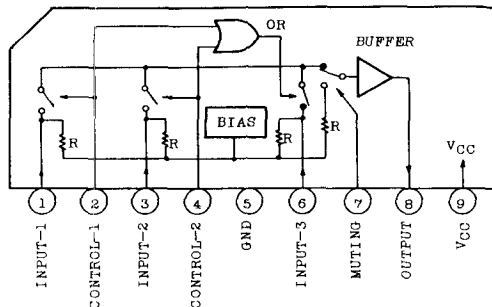 OR
BUFFER
BIAS
R
R
R
R
VCC
1
2
3
4
5
6
7
8
9
INPUT-1
CONTROL-1
INPUT-2
CONTROL-2
GND
INPUT-3
MUTING
OUTPUT
VCC